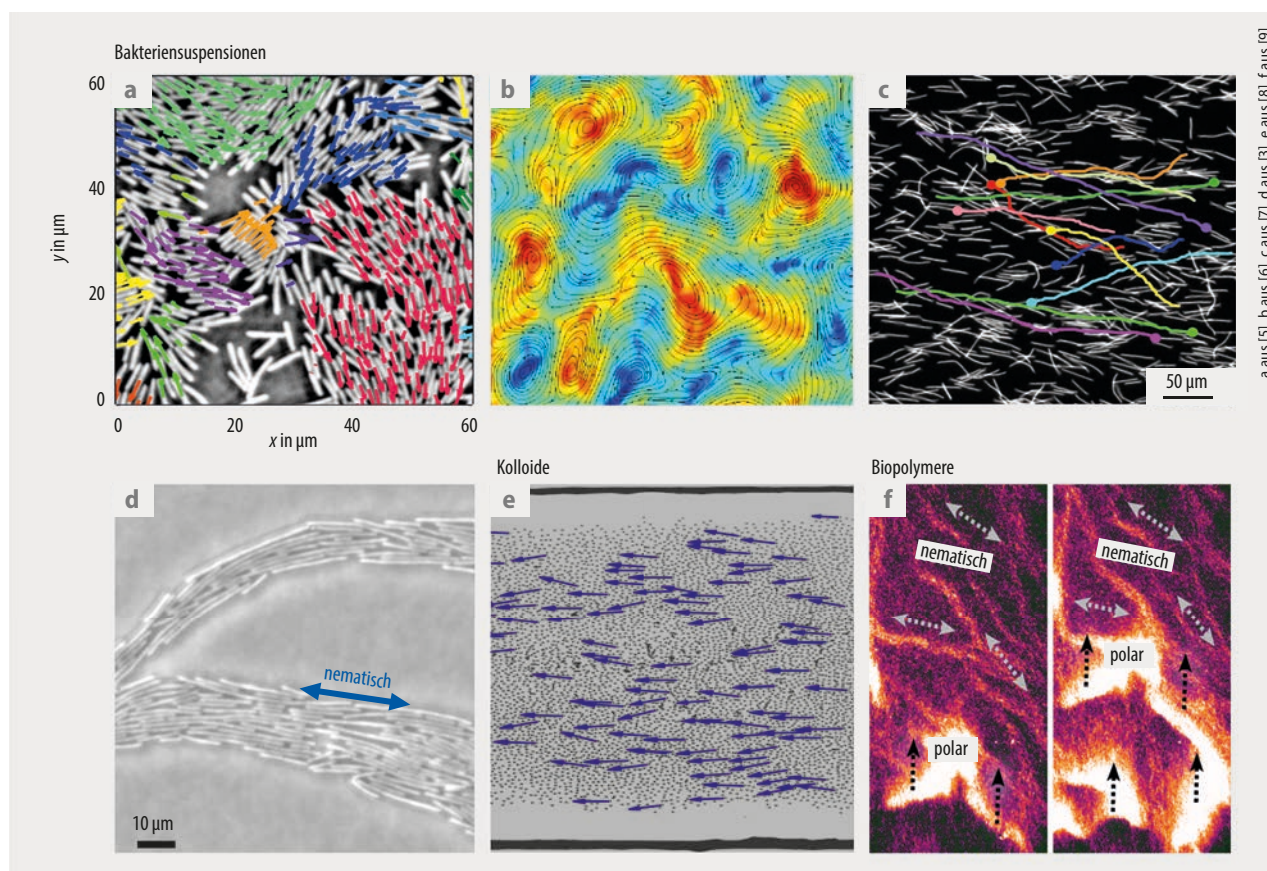 Bakteriensuspensionen
a
b
c
60
40
20
0
y in µm
0
20
40
60
x in µm
50 µm
a aus [5], b aus [6], c aus [7], d aus [3], e aus [8], f aus [9]
Kolloide
Biopolymere
d
e
f
nematisch
10 µm
nematisch
polar
nematisch
polar